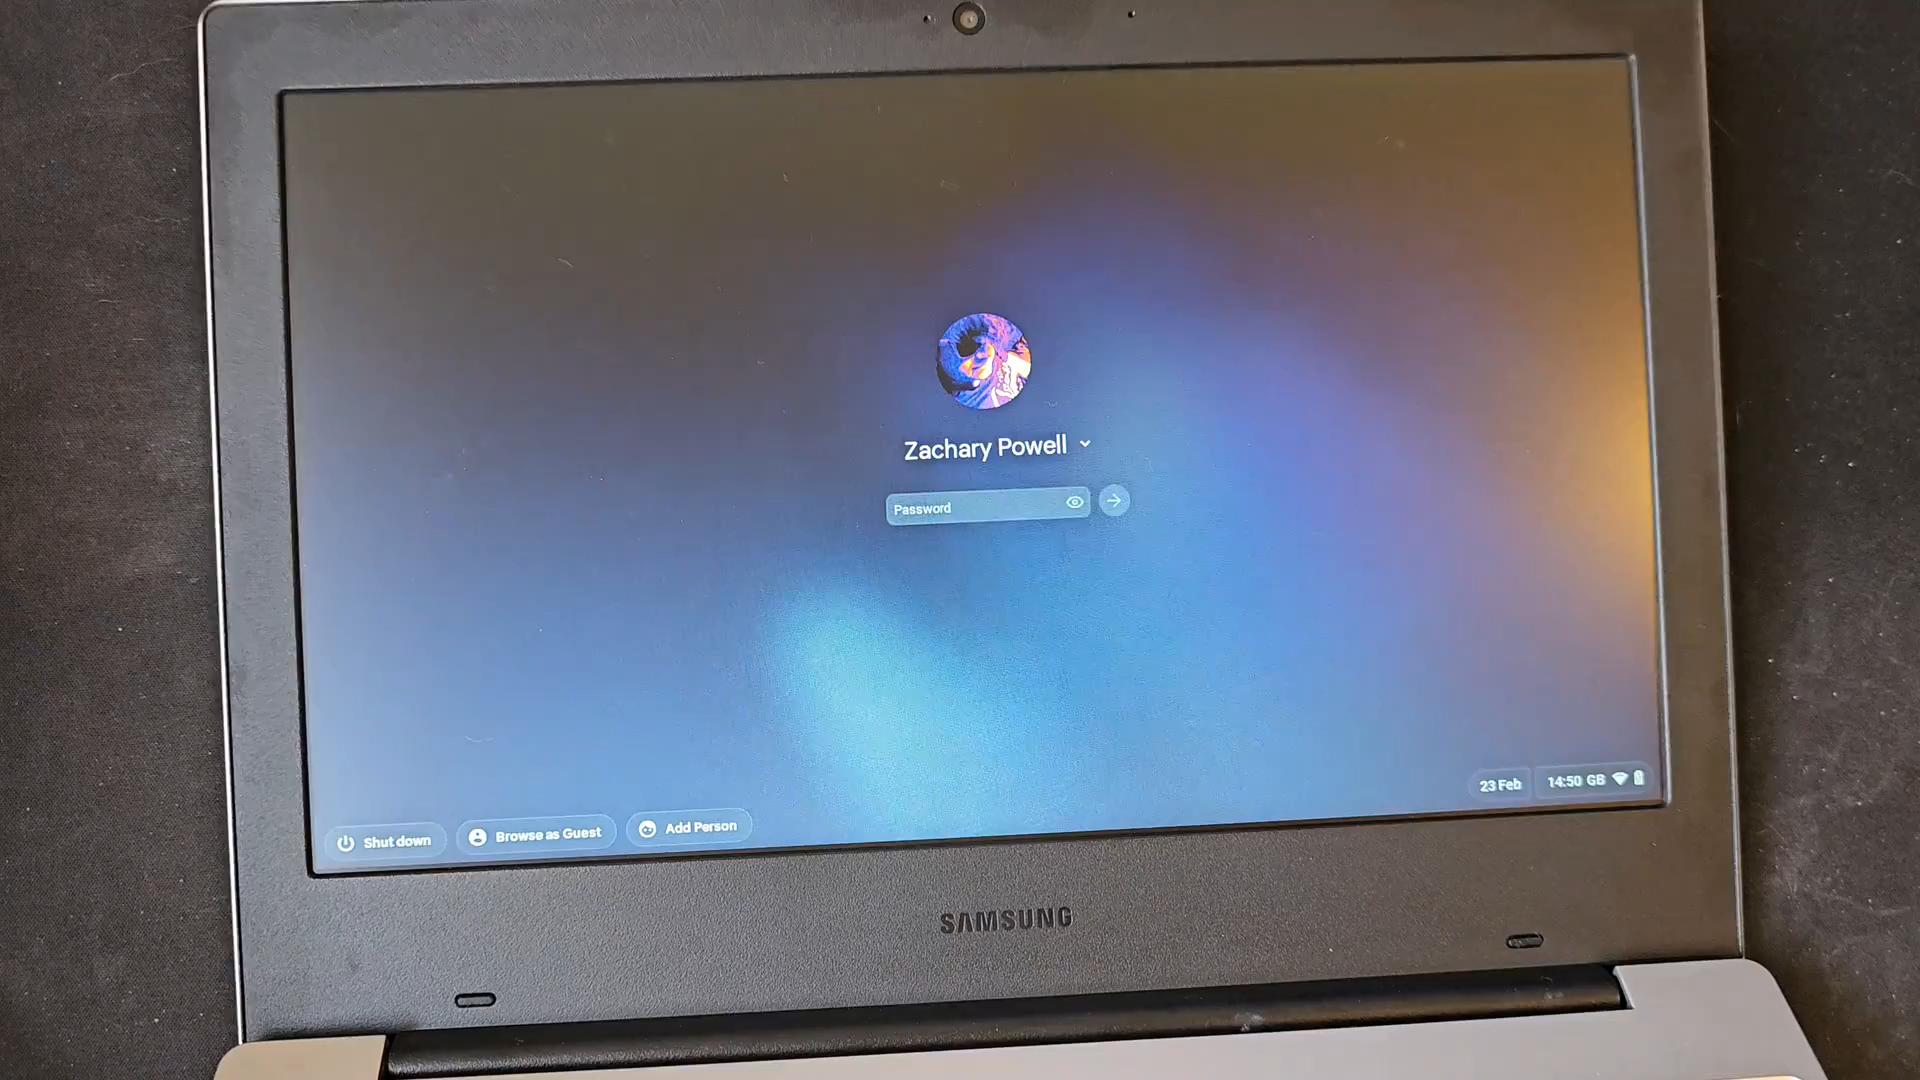 Zachary Powell
Password
23 Feb
14:50 GB
Shut down
Browse as Guest
Add Person
SAMSUNG